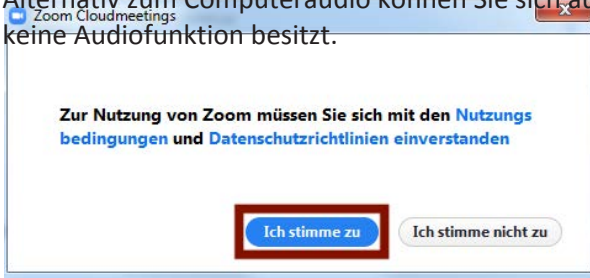 Alternativ zum Computeraudio können Sie sich
Zoom Cloudmeetings
keine Audiofunktion besitzt.
Zur Nutzung von Zoom müssen Sie sich mit den Nutzungs
bedingungen und Datenschutzrichtlinien einverstanden
Ich stimme zu
Ich stimme nicht zu